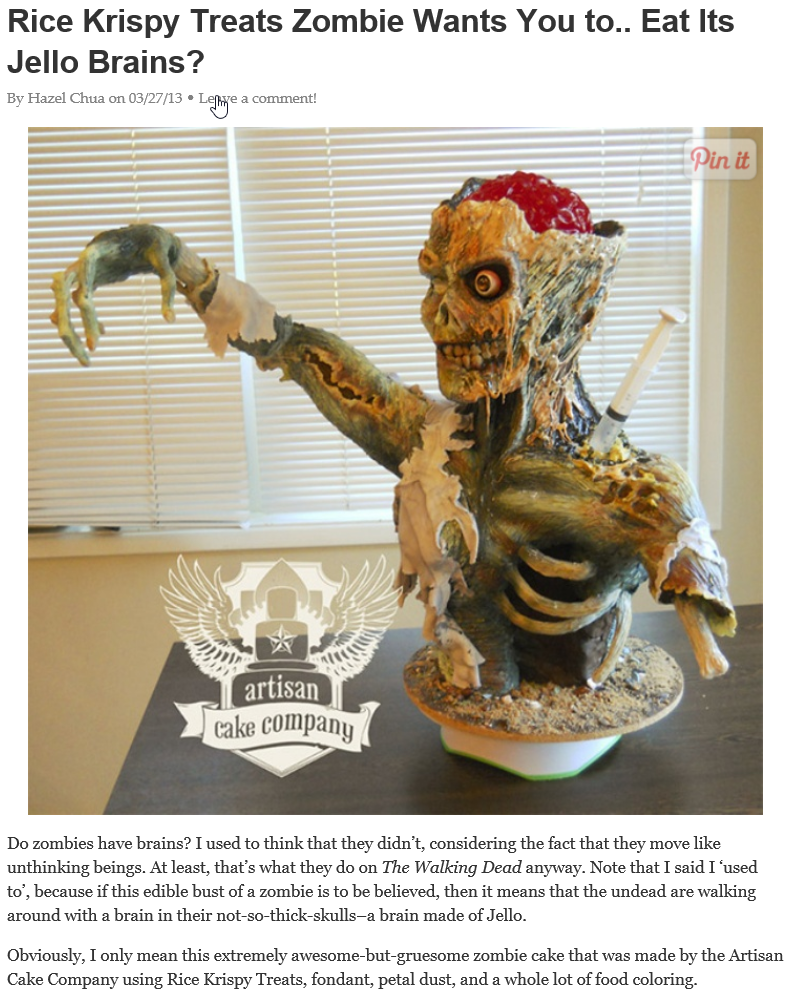 Rice Krispy Treats Zombie Wants You to.. Eat Its
Jello Brains?
By Hazel Chua on 03/27/13 • Leave a comment!
Pin it
artisan
cake company
Do zombies have brains? I used to think that they didn’t, considering the fact that they move like
unthinking beings. At least, that’s what they do on The Walking Dead anyway. Note that I said I ‘used
to’, because if this edible bust of a zombie is to be believed, then it means that the undead are walking
around with a brain in their not-so-thick-skulls–a brain made of Jello.
Obviously, I only mean this extremely awesome-but-gruesome zombie cake that was made by the Artisan
Cake Company using Rice Krispy Treats, fondant, petal dust, and a whole lot of food coloring.